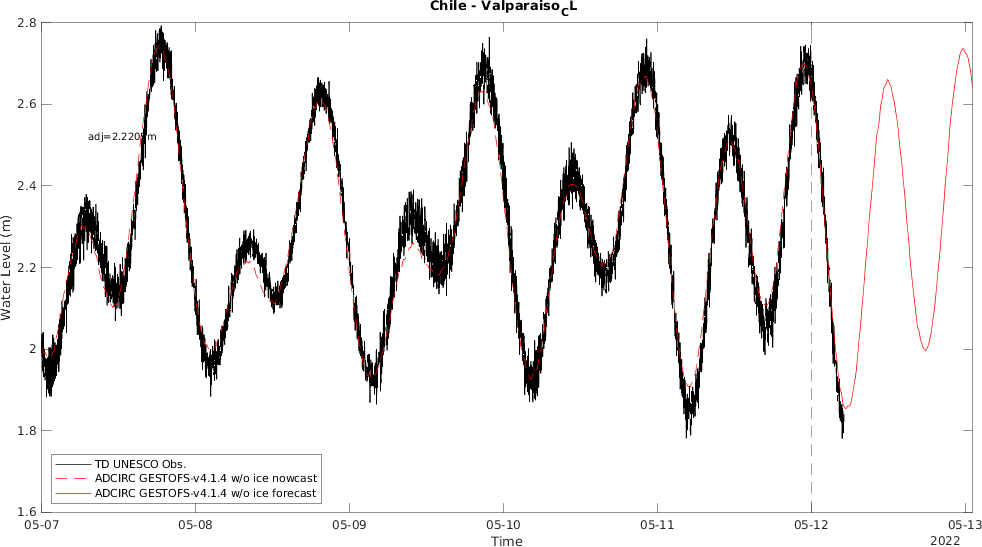 Chile - Valparaiso_CL
2.8
2.6
2.4
2.2
2
1.8
1.6
Water Level (m)
adj=2.220 m
TD UNESCO Obs.
ADCIRC GESTOFS-v4.1.4 w/o ice nowcast
ADCIRC GESTOFS-v4.1.4 w/o ice forecast
05-07 05-08 05-09 05-10 05-11 05-12 05-13
Time
2022